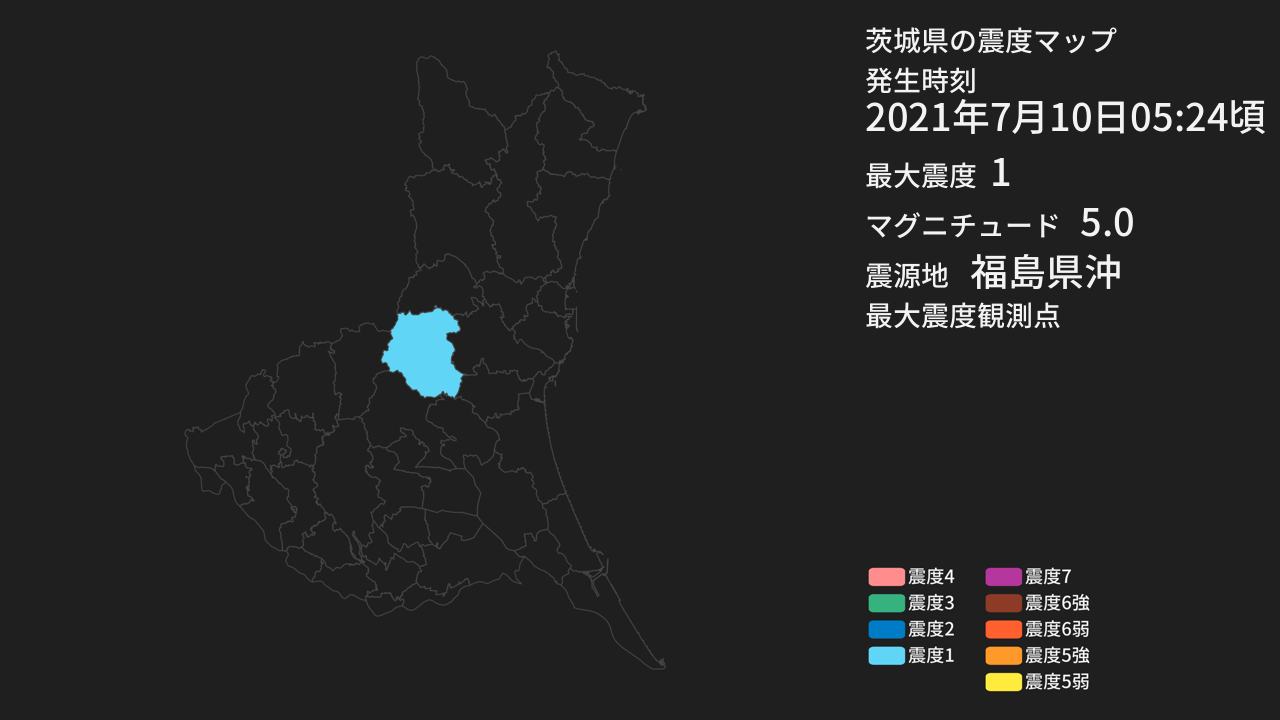 茨城県の震度マップ
発生時刻
2021年7月10日05:24頃
最大震度 1
マグニチュード 5.0
震源地 福島県沖
最大震度観測点
震度4 震度7
震度3 震度6強
震度2 震度6弱
震度1 震度5強
震度5弱